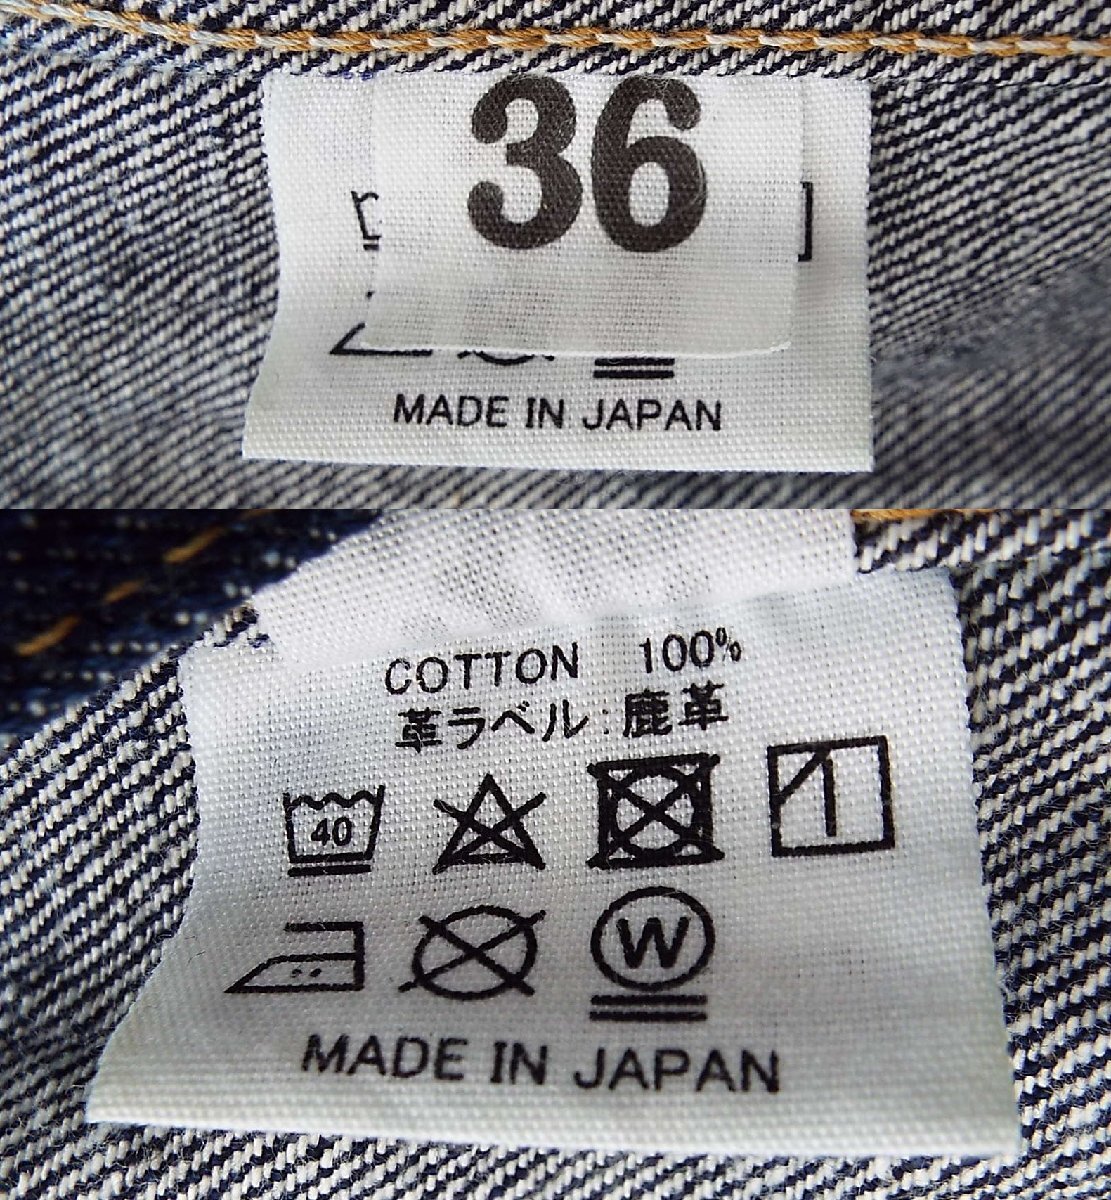 36
MADE IN JAPAN
COTTON 100%
革ラベル:鹿革
40
W
MADE IN JAPAN